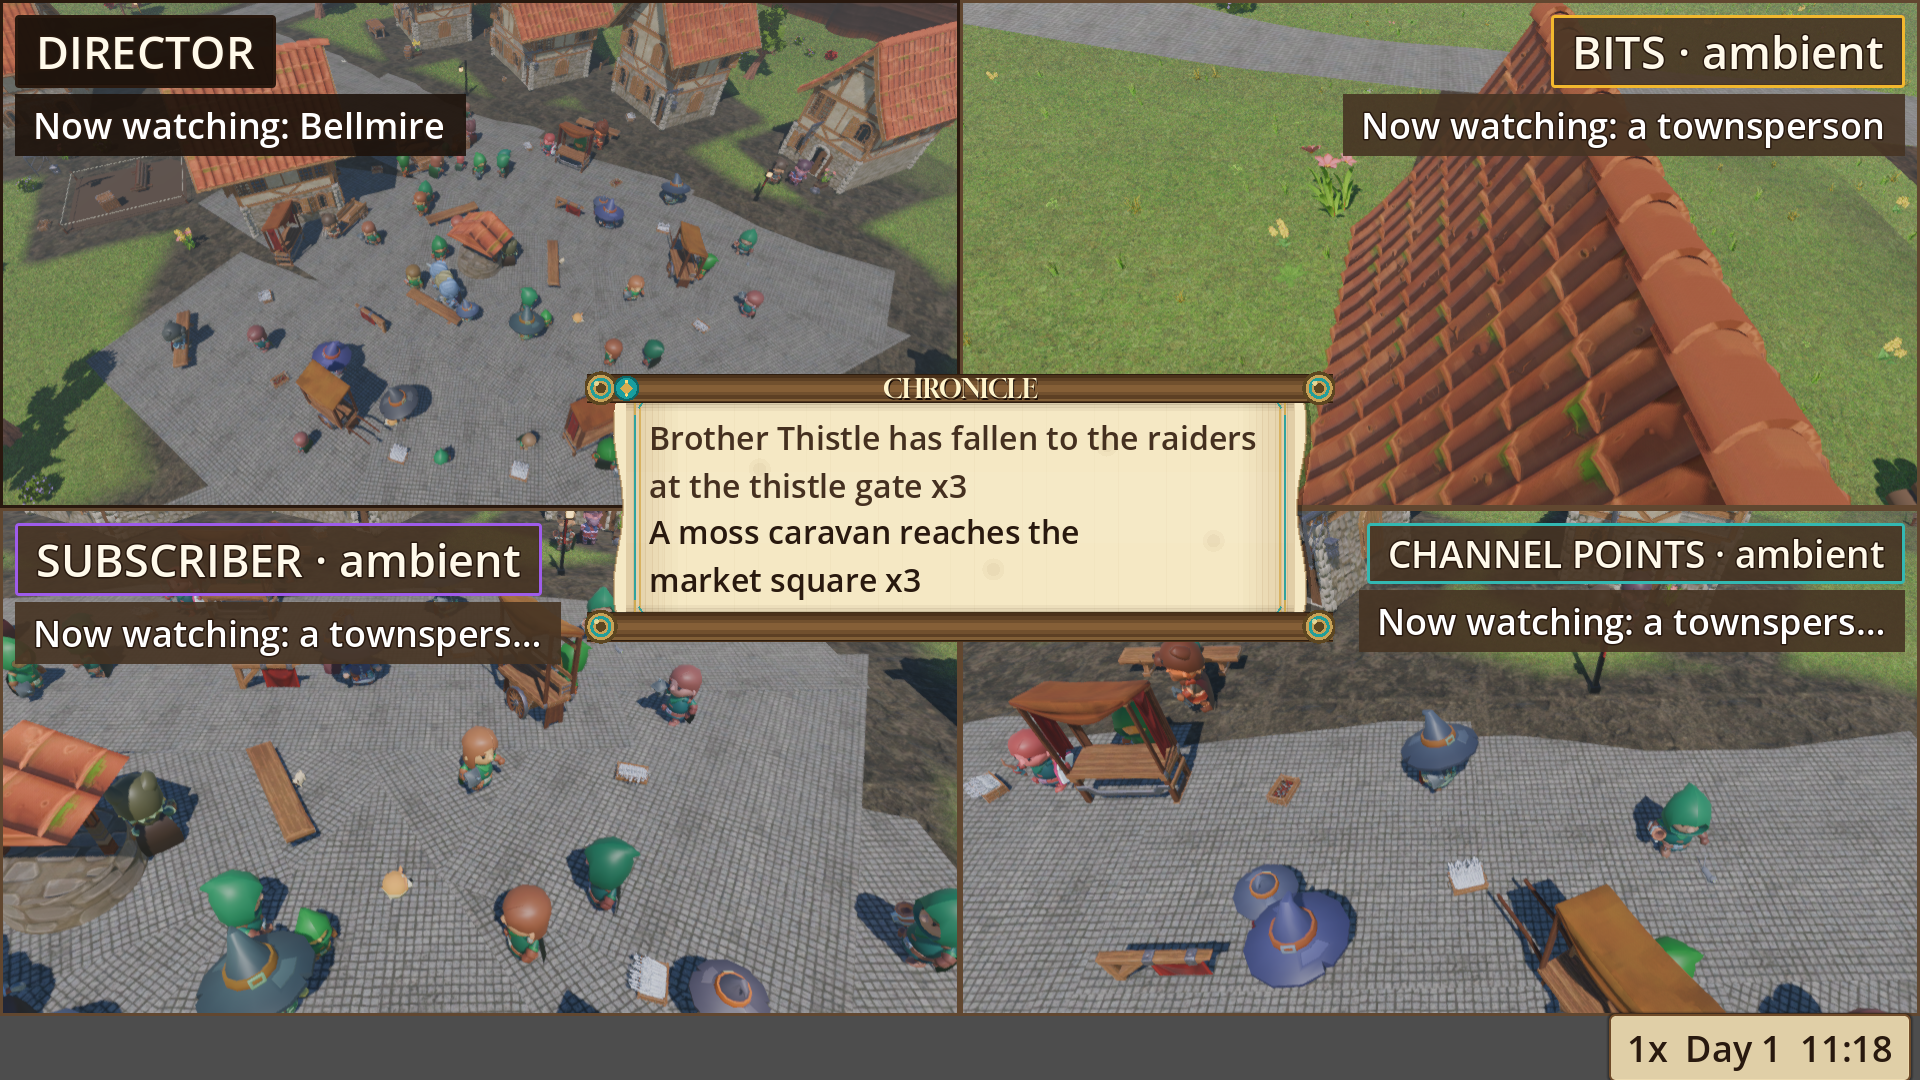 DIRECTOR
Now watching: Bellmire
BITS · ambient
Now watching: a townsperson
CHRONICLE
Brother Thistle has fallen to the raiders
at the thistle gate x3
A moss caravan reaches the
market square x3
SUBSCRIBER · ambient
Now watching: a townspers...
CHANNEL POINTS · ambient
Now watching: a townspers...
1x Day 1 11:18